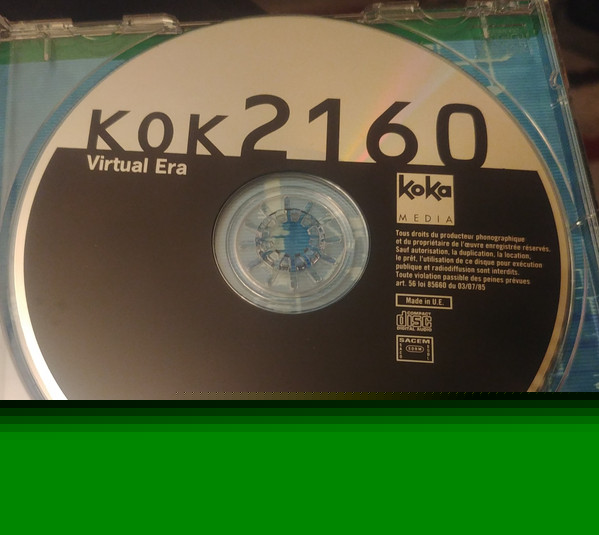 KOK2160
Virtual Era
koka
MEDIA
Tous droits du producteur phonographique
et du propriétaire de l'œuvre enregistrée réservés.
Sauf autorisation, la duplication, la location,
le prêt, l'utilisation de ce disque pour exécution
publique et radiodiffusion sont interdits.
Toute violation passible des peines prévues
art. 56 loi 85660 du 03/07/85
Made in U.E.
COMPACT
disc
DIGITAL AUDIO
SACEM